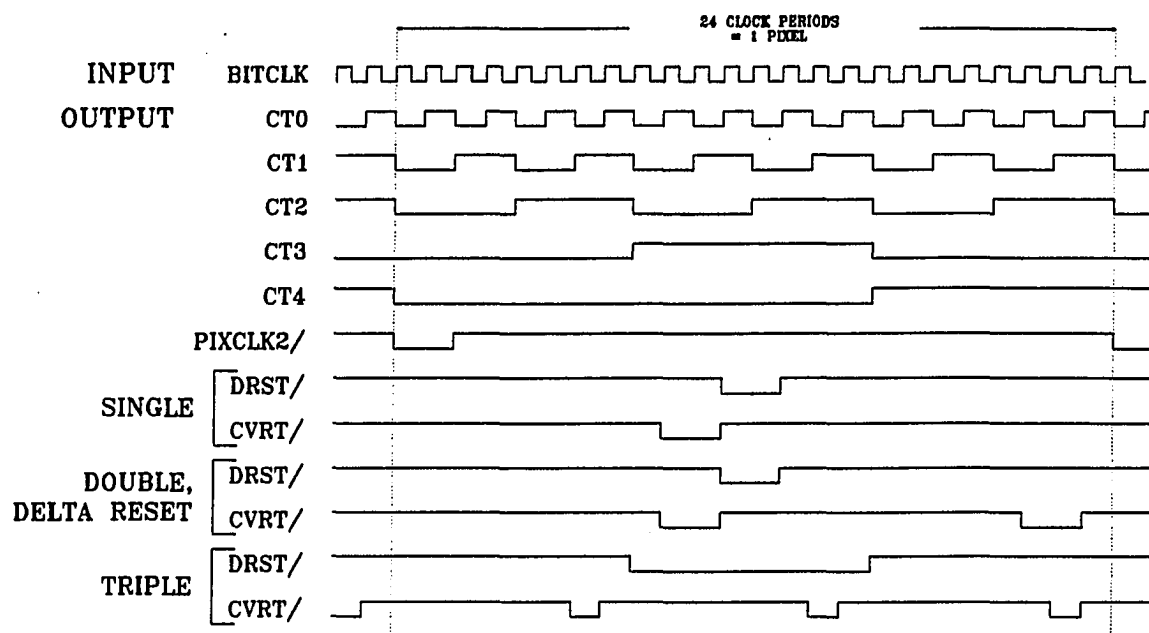 24 CLOCK PERIODS
= 1 PIXEL
INPUT BITCLK
OUTPUT CT0
CT1
CT2
CT3
CT4
PIXCLK2/
SINGLE
DRST/
CVRT/
DOUBLE,
DELTA RESET
DRST/
CVRT/
TRIPLE
DRST/
CVRT/